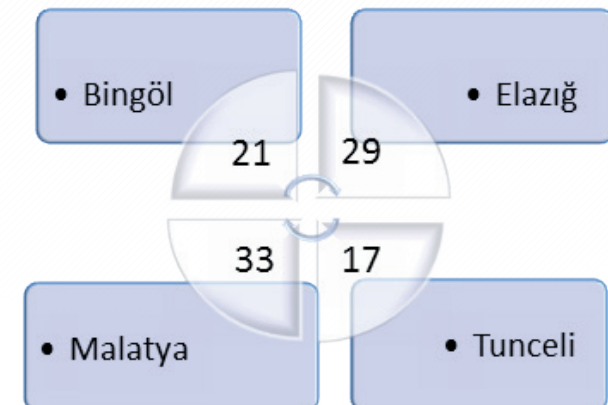 • Bingöl
• Elazığ
21
29
33
17
• Malatya
• Tunceli